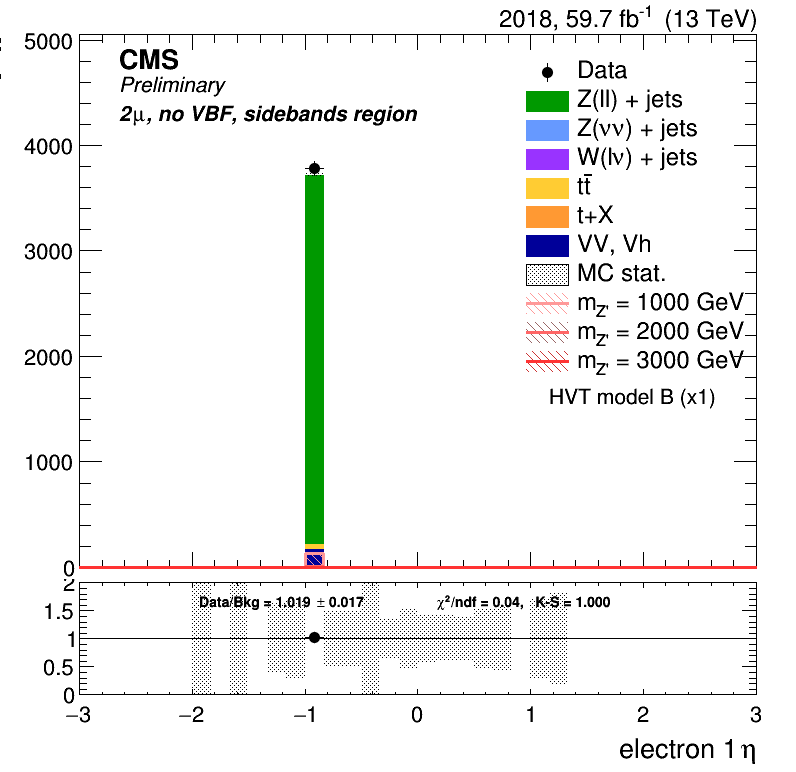 2018, 59.7 fb⁻¹ (13 TeV)
CMS
Preliminary
2μ, no VBF, sidebands region
Data
Z(ll) + jets
Z(νν) + jets
W(lν) + jets
tt̄
t+X
VV, Vh
MC stat.
m_Z' = 1000 GeV
m_Z' = 2000 GeV
m_Z' = 3000 GeV
HVT model B (x1)
5000
4000
3000
2000
1000
0
Data/Bkg = 1.019 ± 0.017 χ²/ndf = 0.04, K-S = 1.000
2
1.5
1
0.5
0
−3 −2 −1 0 1 2 3
electron 1 η